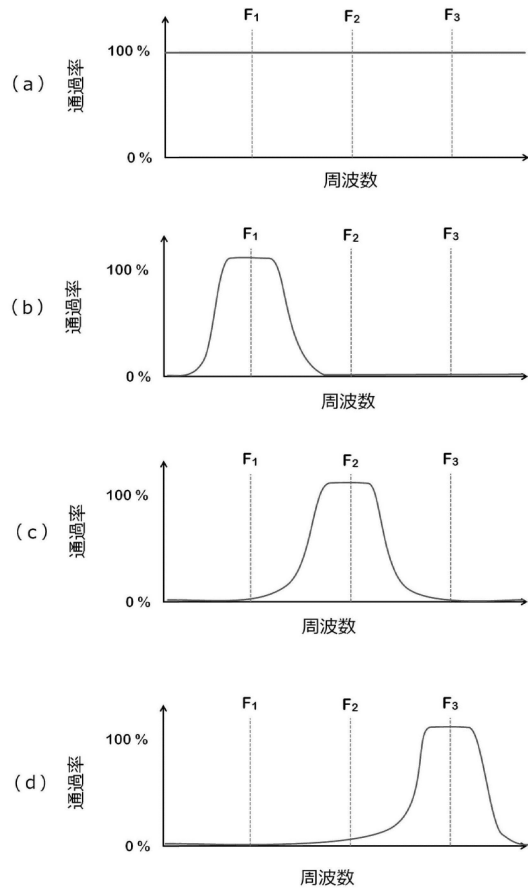 F₁ F₂ F₃
100 %
(a)
通過率
0 %
周波数
F₁ F₂ F₃
100 %
(b)
通過率
0 %
周波数
F₁ F₂ F₃
100 %
(c)
通過率
0 %
周波数
F₁ F₂ F₃
100 %
(d)
通過率
0 %
周波数